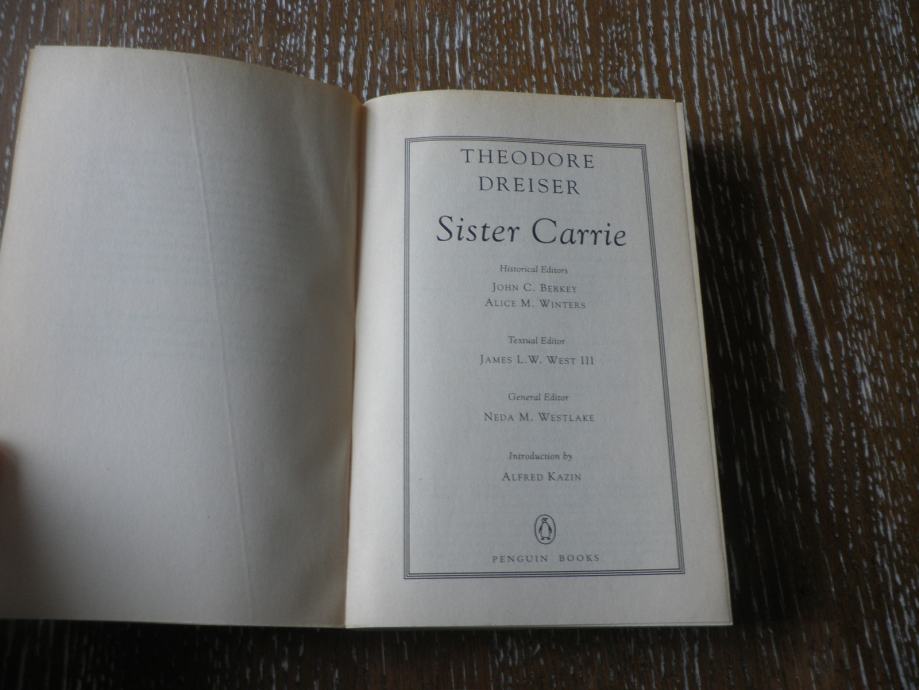 THEODORE
DREISER
Sister Carrie
Historical Editors
JOHN C. BERKEY
ALICE M. WINTERS
Textual Editor
JAMES L.W. WEST III
General Editor
NEDA M. WESTLAKE
Introduction by
ALFRED KAZIN
PENGUIN BOOKS